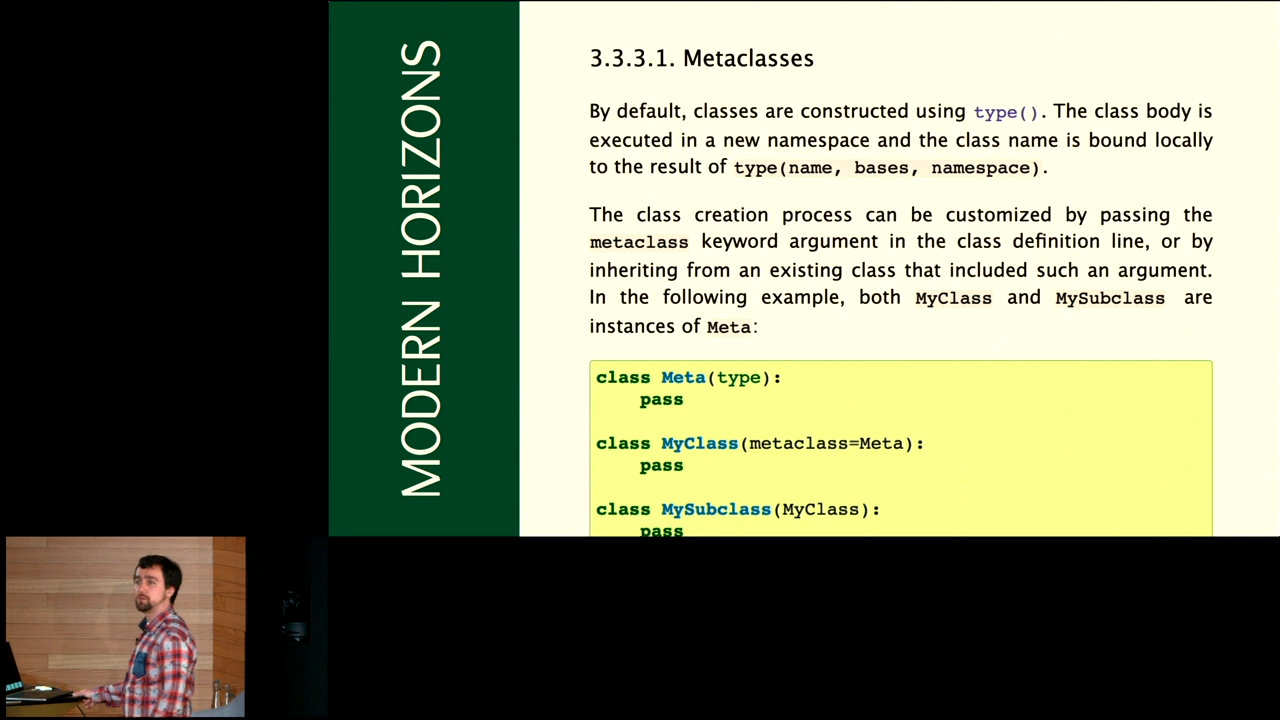 MODERN HORIZONS
3.3.3.1. Metaclasses
By default, classes are constructed using type(). The class body is
executed in a new namespace and the class name is bound locally
to the result of type(name, bases, namespace).
The class creation process can be customized by passing the
metaclass keyword argument in the class definition line, or by
inheriting from an existing class that included such an argument.
In the following example, both MyClass and MySubclass are
instances of Meta:
class Meta(type):
    pass
class MyClass(metaclass=Meta):
    pass
class MySubclass(MyClass):
    pass